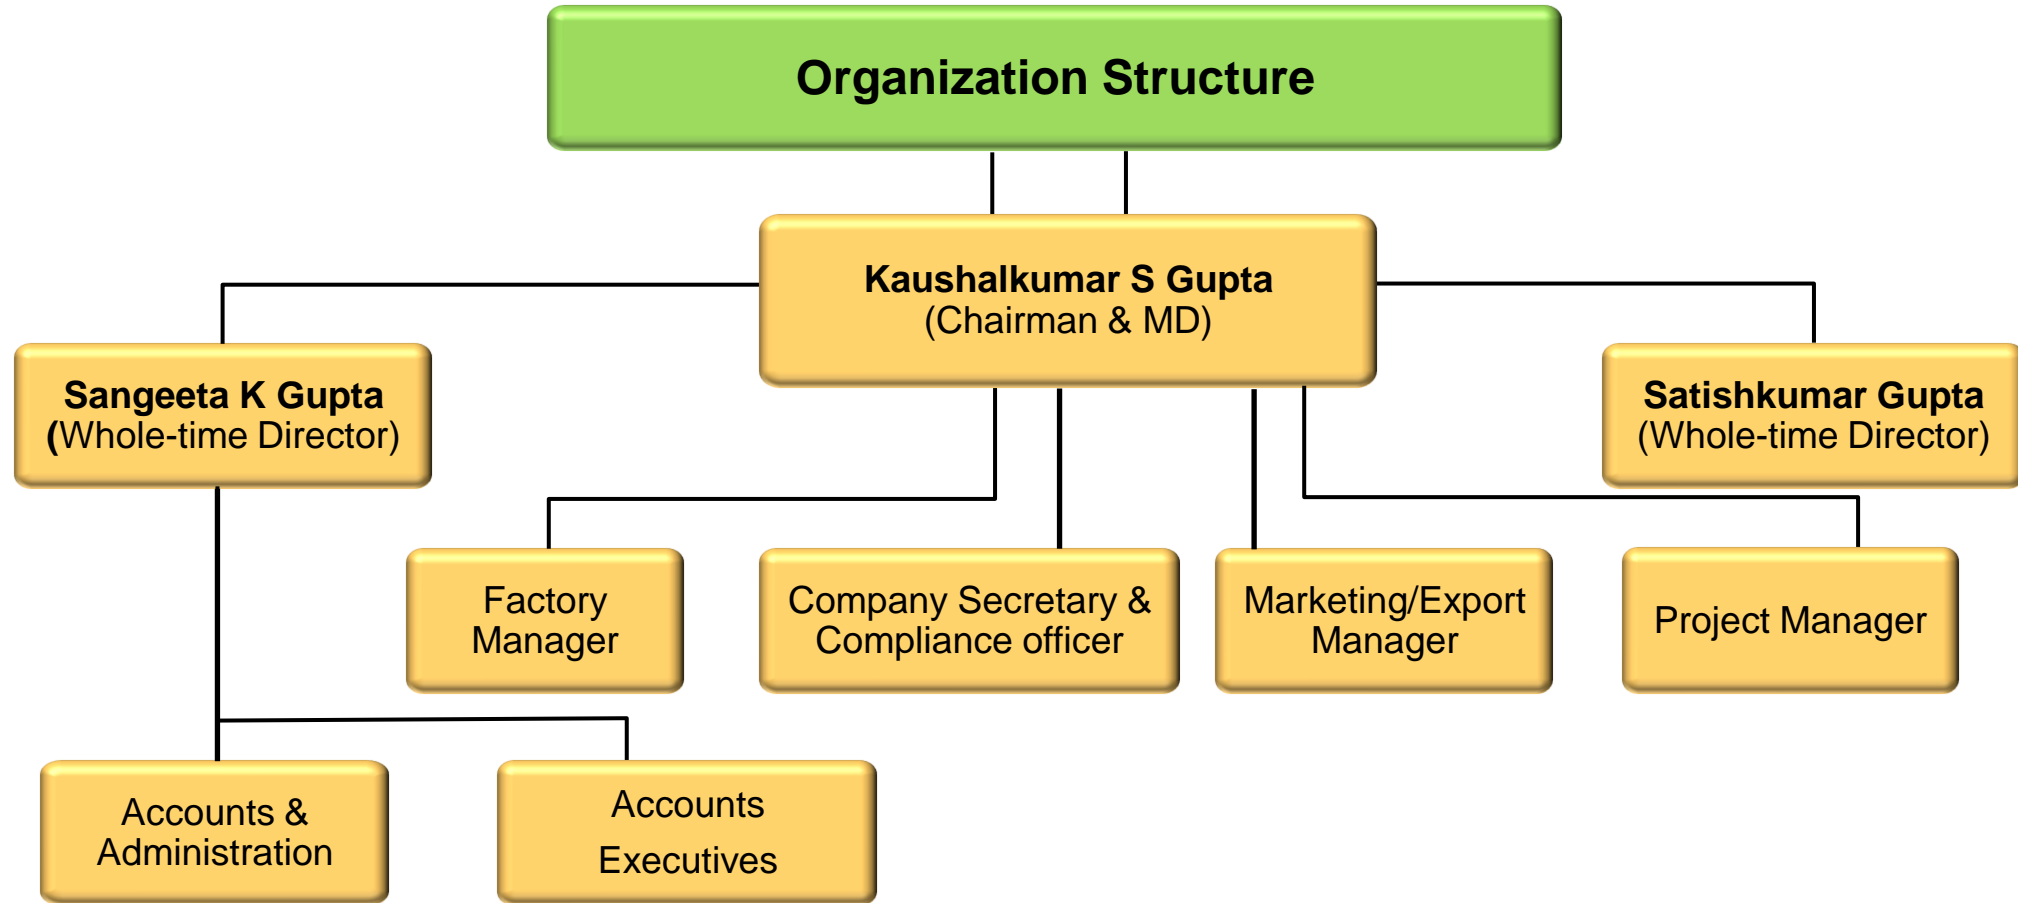 Organization Structure
Kaushalkumar S Gupta
(Chairman & MD)
Sangeeta K Gupta
(Whole-time Director)
Satishkumar Gupta
(Whole-time Director)
Factory
Manager
Company Secretary &
Compliance officer
Marketing/Export
Manager
Project Manager
Accounts &
Administration
Accounts
Executives